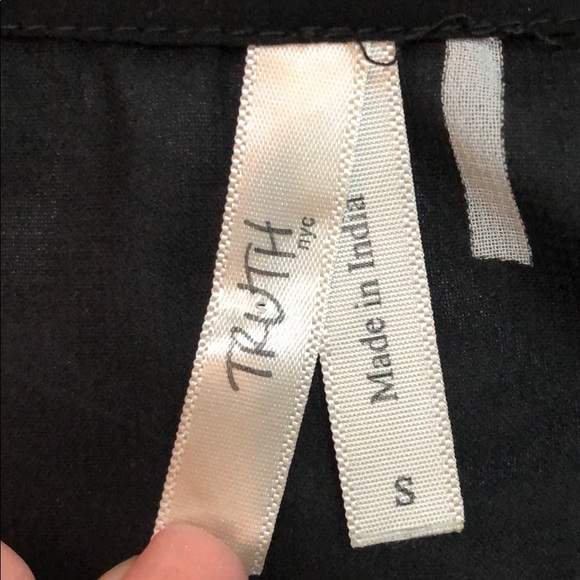 TRUTH
nyc
Made in India
S